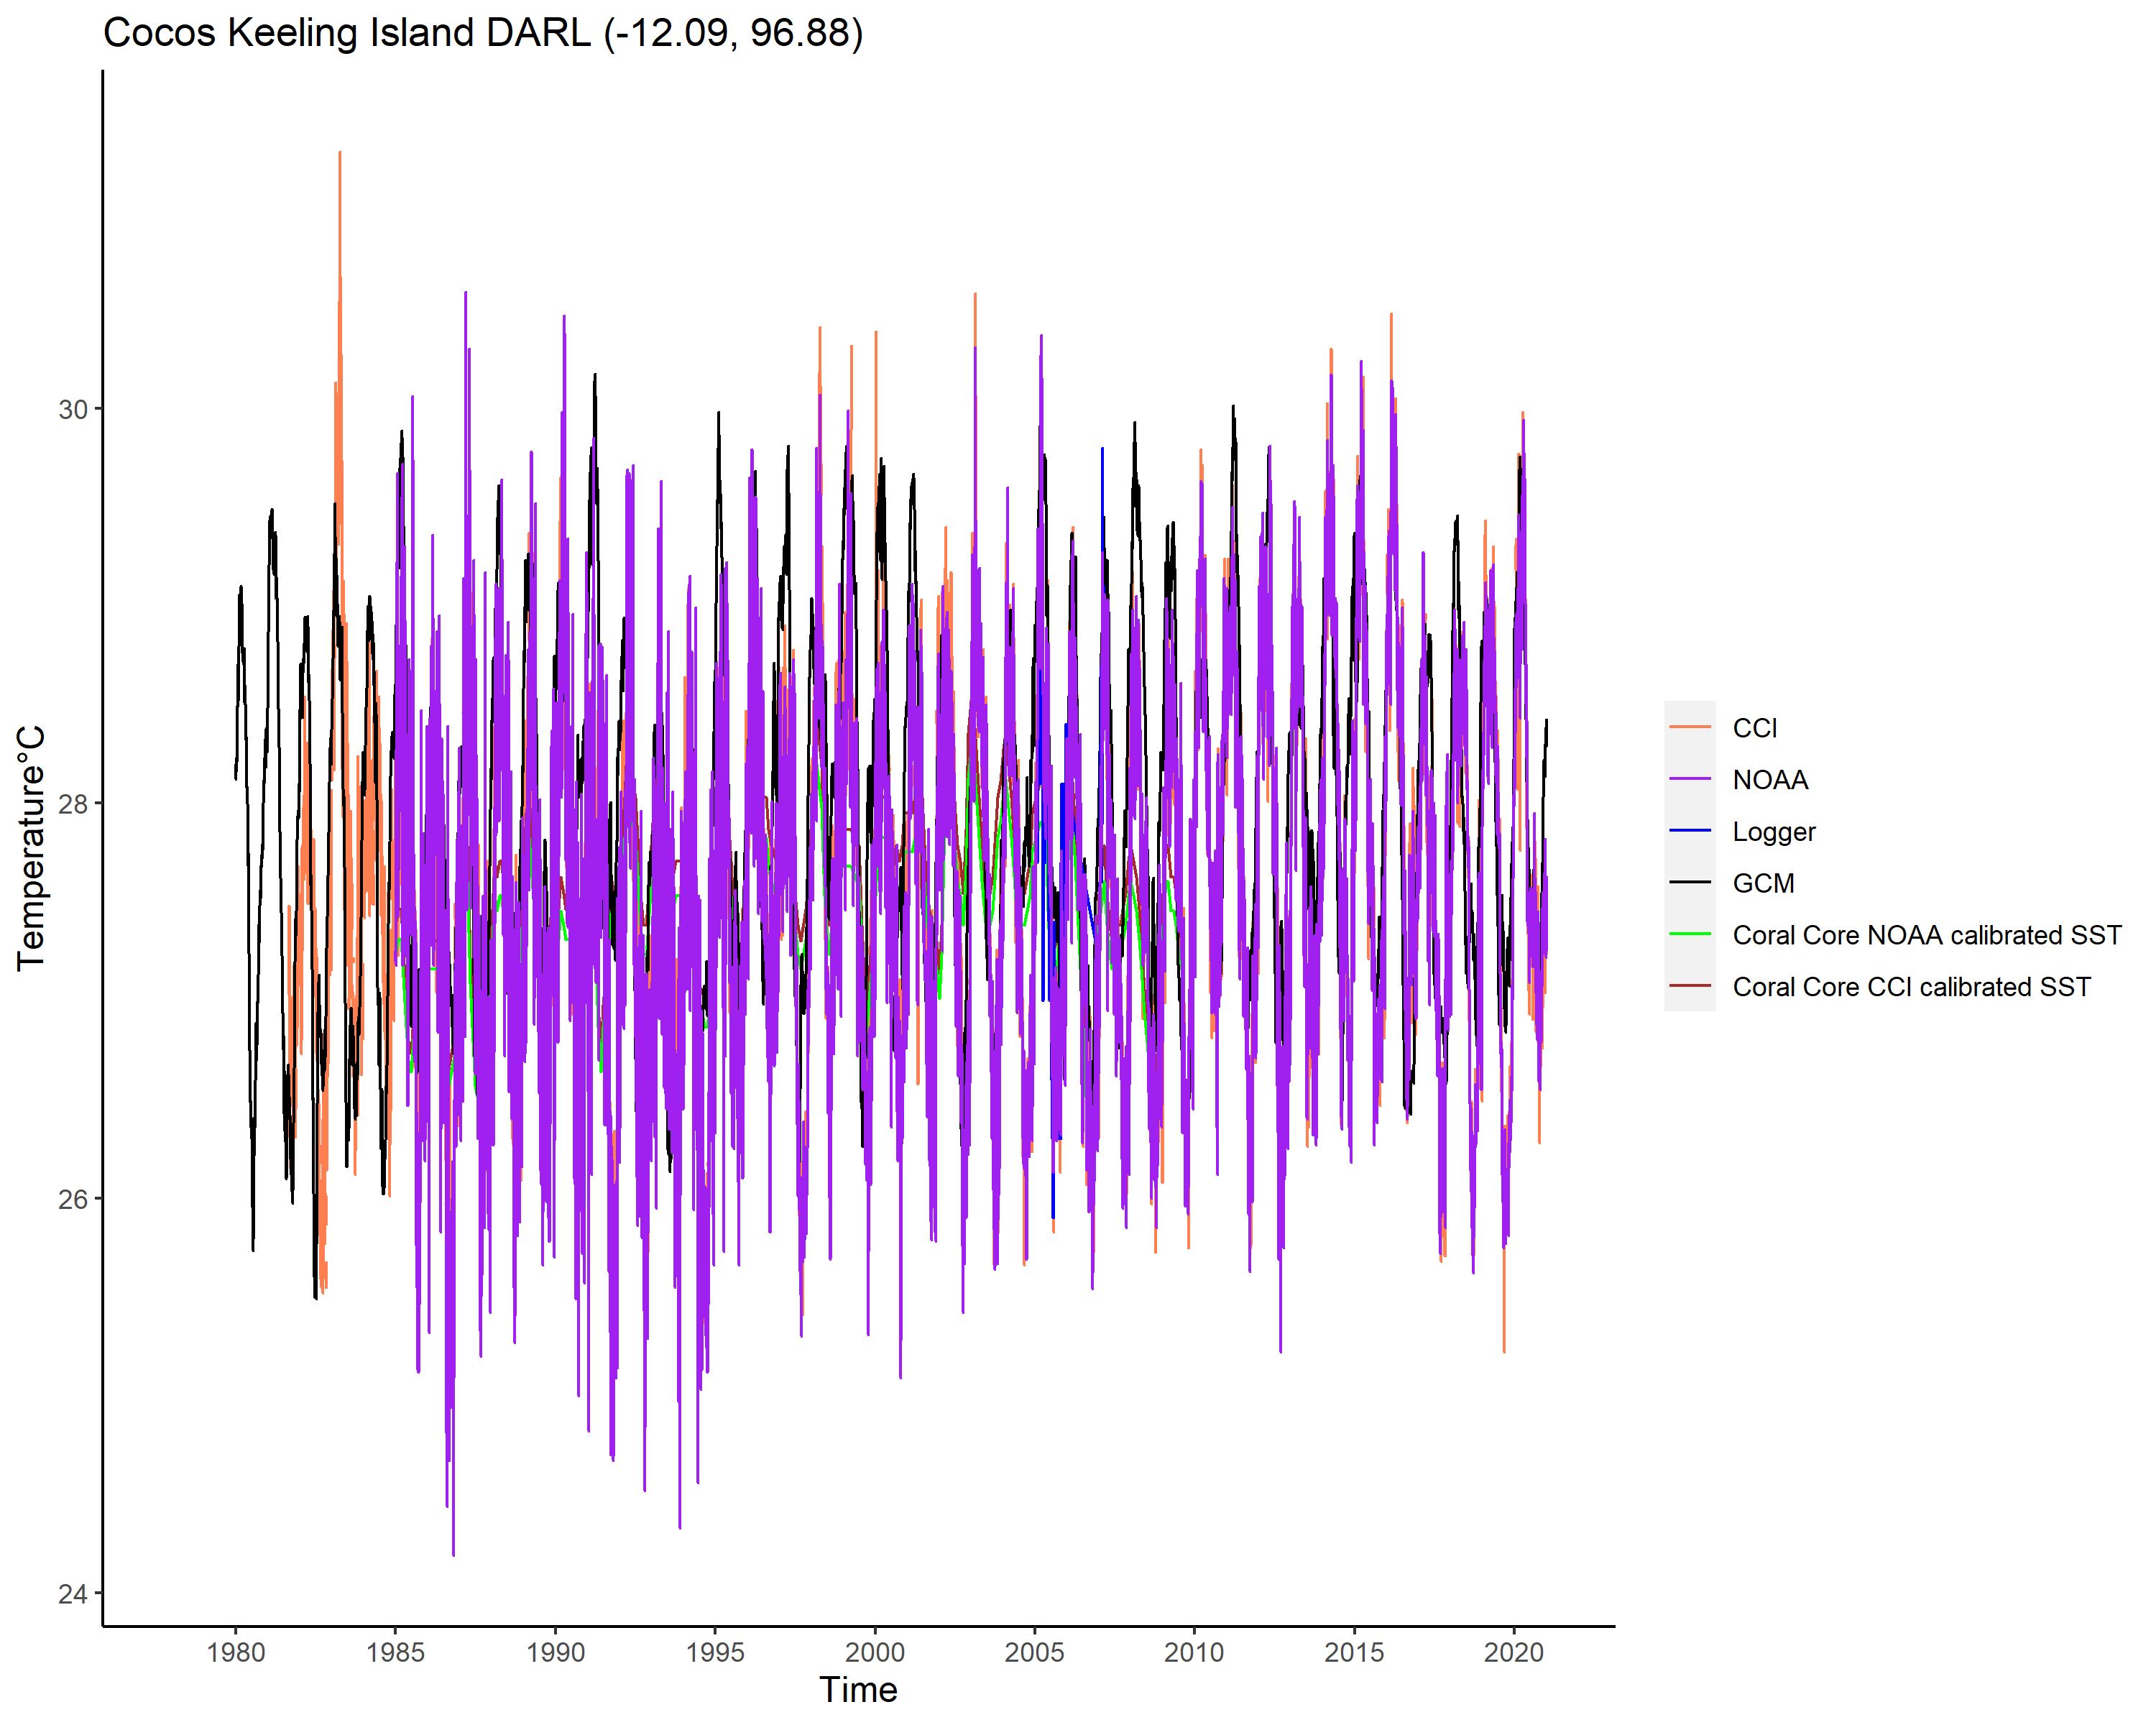 Cocos Keeling Island DARL (-12.09, 96.88)
Temperature°C
30
28
26
24
1980 1985 1990 1995 2000 2005 2010 2015 2020
Time
CCI
NOAA
Logger
GCM
Coral Core NOAA calibrated SST
Coral Core CCI calibrated SST